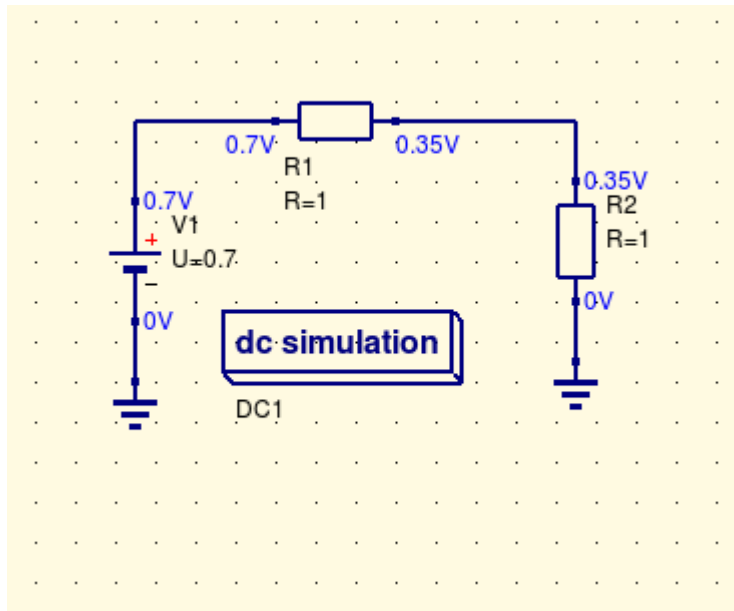 0.7V
0.35V
R1
R=1
0.7V
V1
+
U=0.7
−
0V
0.35V
R2
R=1
0V
dc simulation
DC1